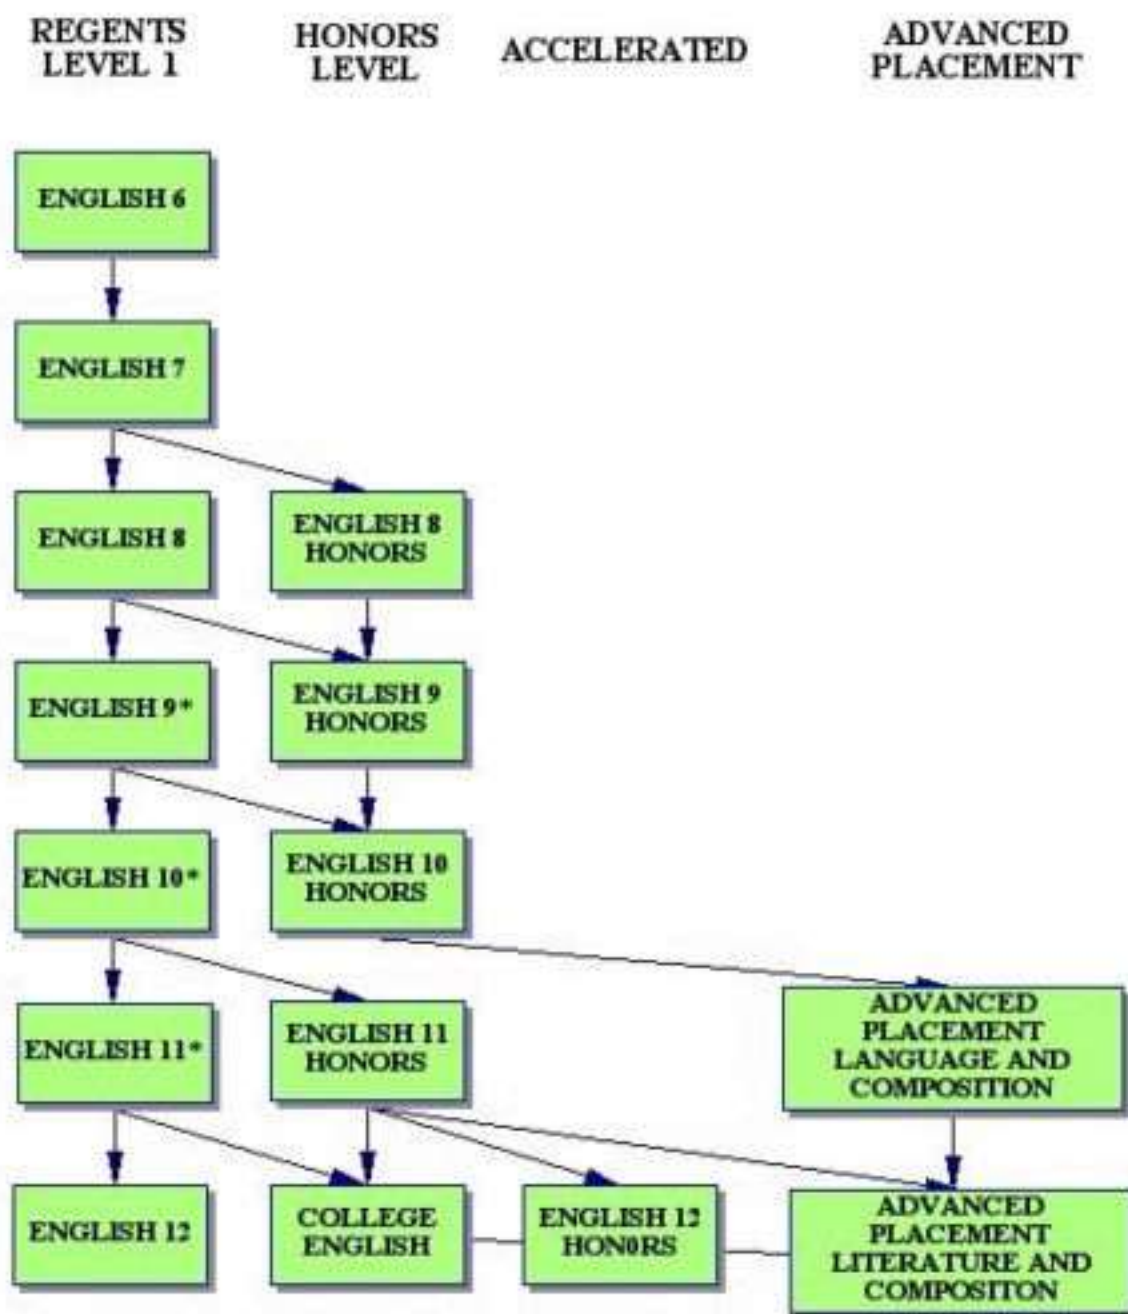 REGENTS
LEVEL 1
HONORS
LEVEL
ACCELERATED
ADVANCED
PLACEMENT
ENGLISH 6
ENGLISH 7
ENGLISH 8
ENGLISH 8
HONORS
ENGLISH 9*
ENGLISH 9
HONORS
ENGLISH 10*
ENGLISH 10
HONORS
ENGLISH 11*
ENGLISH 11
HONORS
ADVANCED
PLACEMENT
LANGUAGE AND
COMPOSITION
ENGLISH 12
COLLEGE
ENGLISH
ENGLISH 12
HON0RS
ADVANCED
PLACEMENT
LITERATURE AND
COMPOSITON